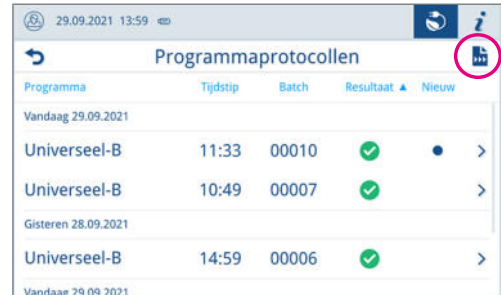 29.09.2021 13:59
Programmaprotocollen
Programma Tijdstip Batch Resultaat ▲ Nieuw
Vandaag 29.09.2021
Universeel-B 11:33 00010
Universeel-B 10:49 00007
Gisteren 28.09.2021
Universeel-B 14:59 00006
Vandaag 29.09.2021